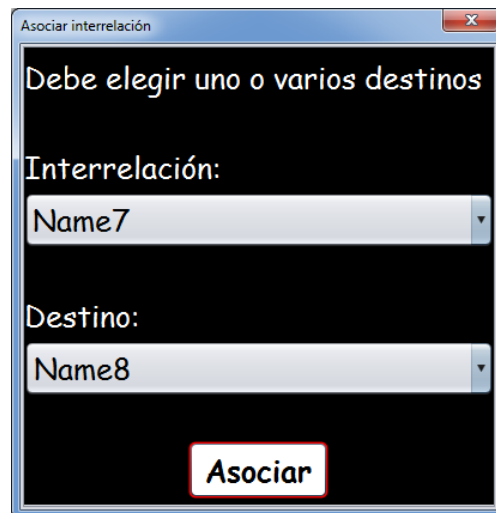 Asociar interrelación
Debe elegir uno o varios destinos
Interrelación:
Name7
Destino:
Name8
Asociar